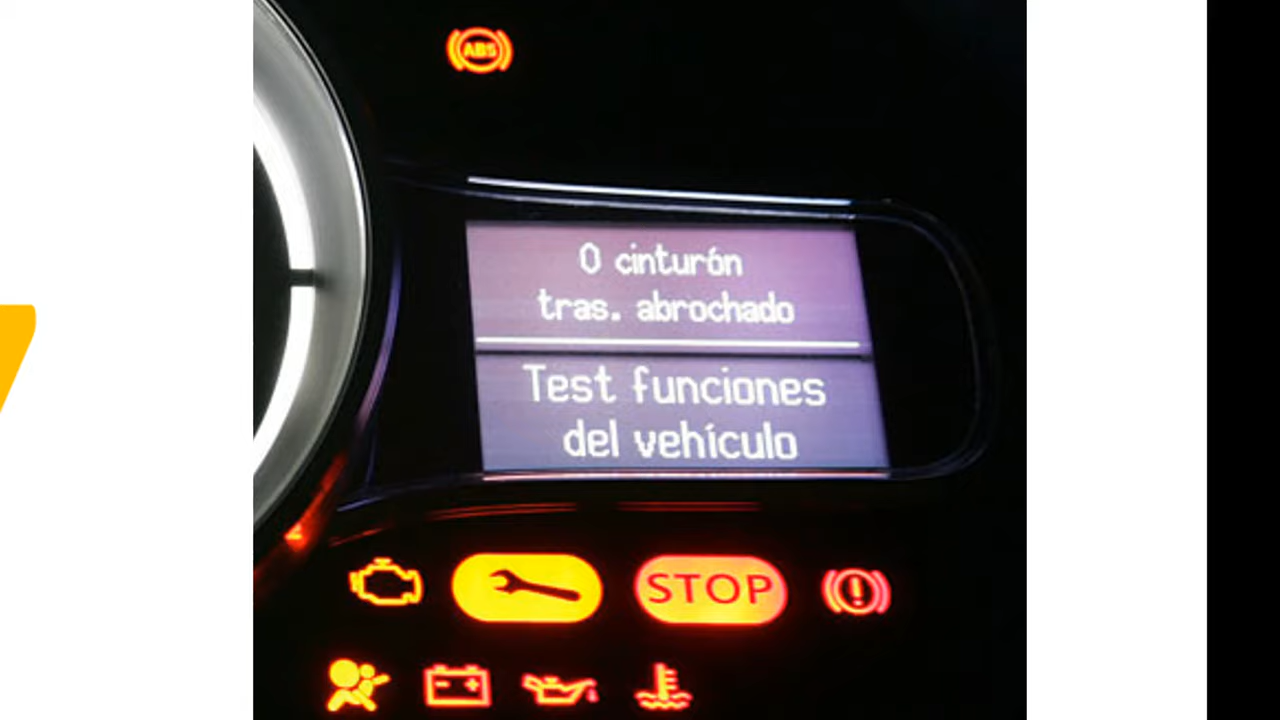 ABS
0 cinturón
tras. abrochado
Test funciones
del vehículo
STOP